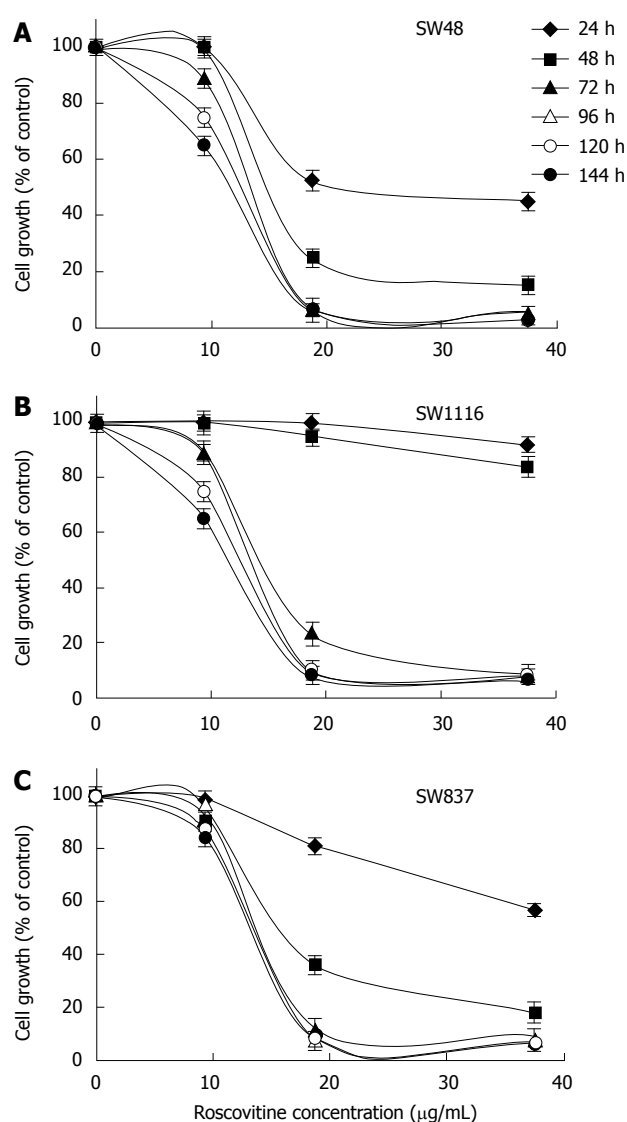 A
SW48
24 h
48 h
72 h
96 h
120 h
144 h
Cell growth (% of control)
100
80
60
40
20
0
0 10 20 30 40
B
SW1116
Cell growth (% of control)
100
80
60
40
20
0
0 10 20 30 40
C
SW837
Cell growth (% of control)
100
80
60
40
20
0
0 10 20 30 40
Roscovitine concentration (μg/mL)